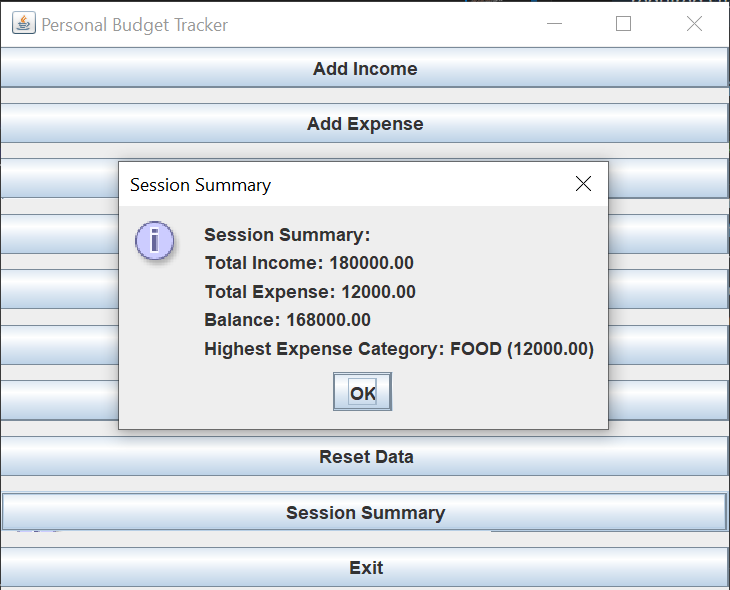 Personal Budget Tracker
Add Income
Add Expense
Session Summary
Session Summary:
Total Income: 180000.00
Total Expense: 12000.00
Balance: 168000.00
Highest Expense Category: FOOD (12000.00)
OK
Reset Data
Session Summary
Exit